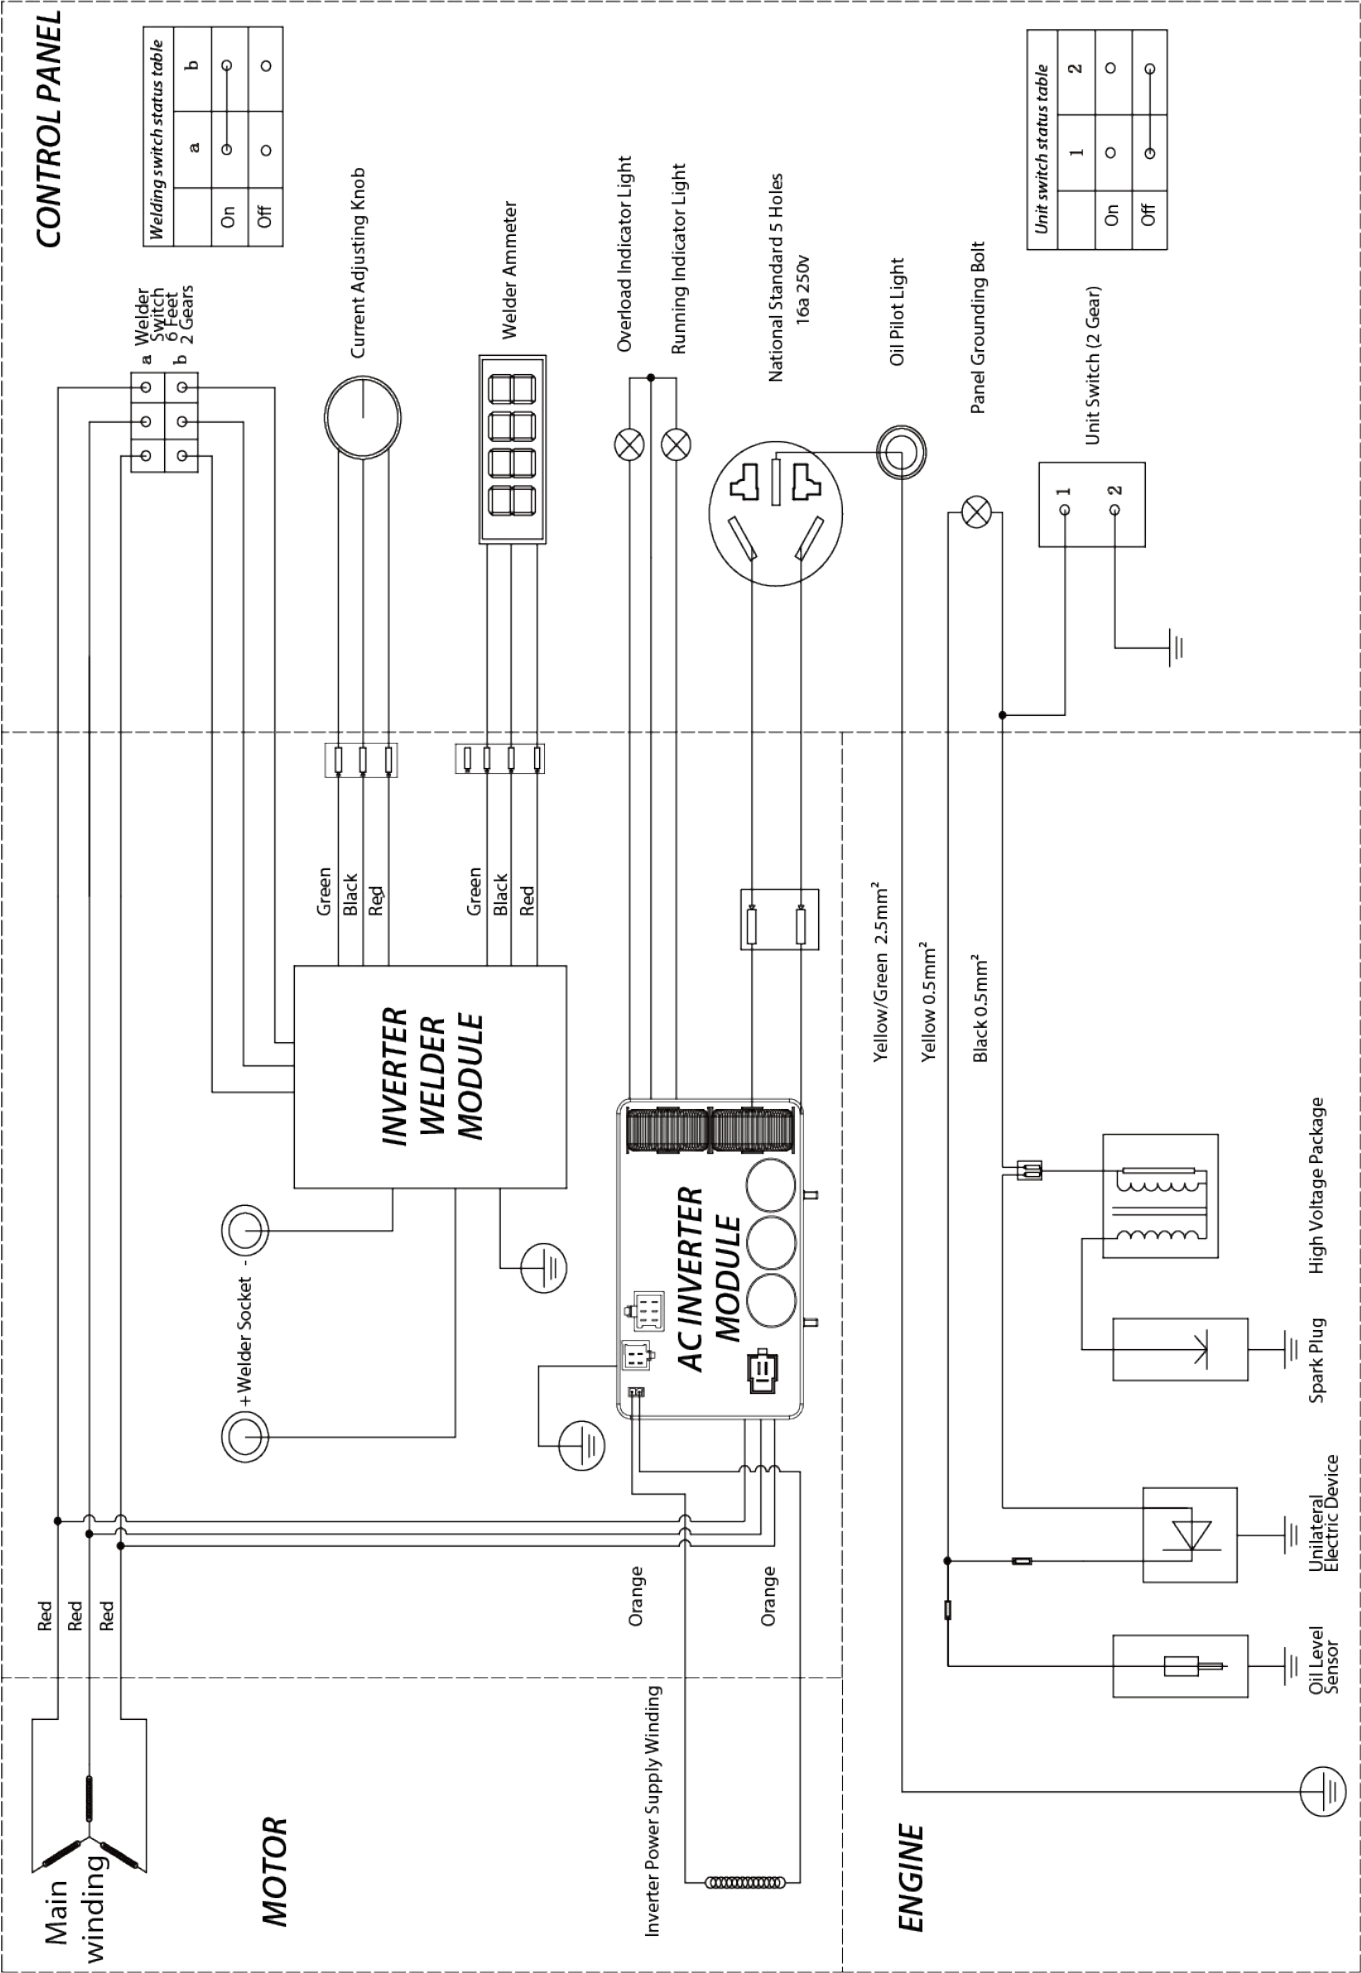 CONTROL PANEL
Welding switch status table
a b
On
Off
a
b
Welder
Switch
6 Feet
2 Gears
Current Adjusting Knob
Welder Ammeter
Overload Indicator Light
Running Indicator Light
National Standard 5 Holes
16a 250v
Oil Pilot Light
Panel Grounding Bolt
Unit Switch (2 Gear)
1
2
Unit switch status table
1 2
On
Off
Green
Black
Red
Green
Black
Red
INVERTER
WELDER
MODULE
+ Welder Socket -
AC INVERTER
MODULE
Yellow/Green 2.5mm²
Yellow 0.5mm²
Black 0.5mm²
High Voltage Package
Spark Plug
Unilateral
Electric Device
Oil Level
Sensor
Red
Red
Red
Orange
Orange
Main
winding
MOTOR
Inverter Power Supply Winding
ENGINE